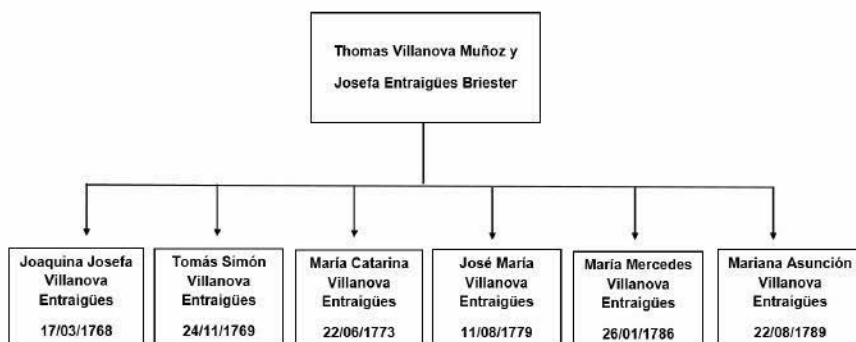 Thomas Villanova Muñoz y
Josefa Entraigües Briester
Joaquina Josefa
Villanova
Entraigües
17/03/1768
Tomás Simón
Villanova
Entraigües
24/11/1769
María Catarina
Villanova
Entraigües
22/06/1773
José María
Villanova
Entraigües
11/08/1779
María Mercedes
Villanova
Entraigües
26/01/1786
Mariana Asunción
Villanova
Entraigües
22/08/1789